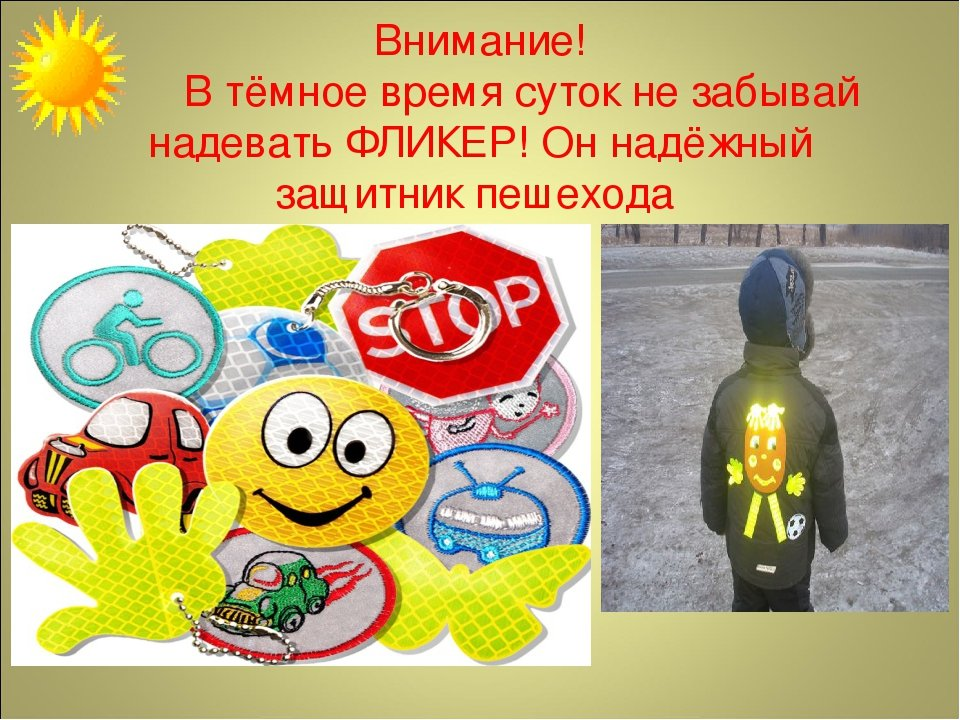 Внимание!
В тёмное время суток не забывай
надевать ФЛИКЕР! Он надёжный
защитник пешехода
STOP